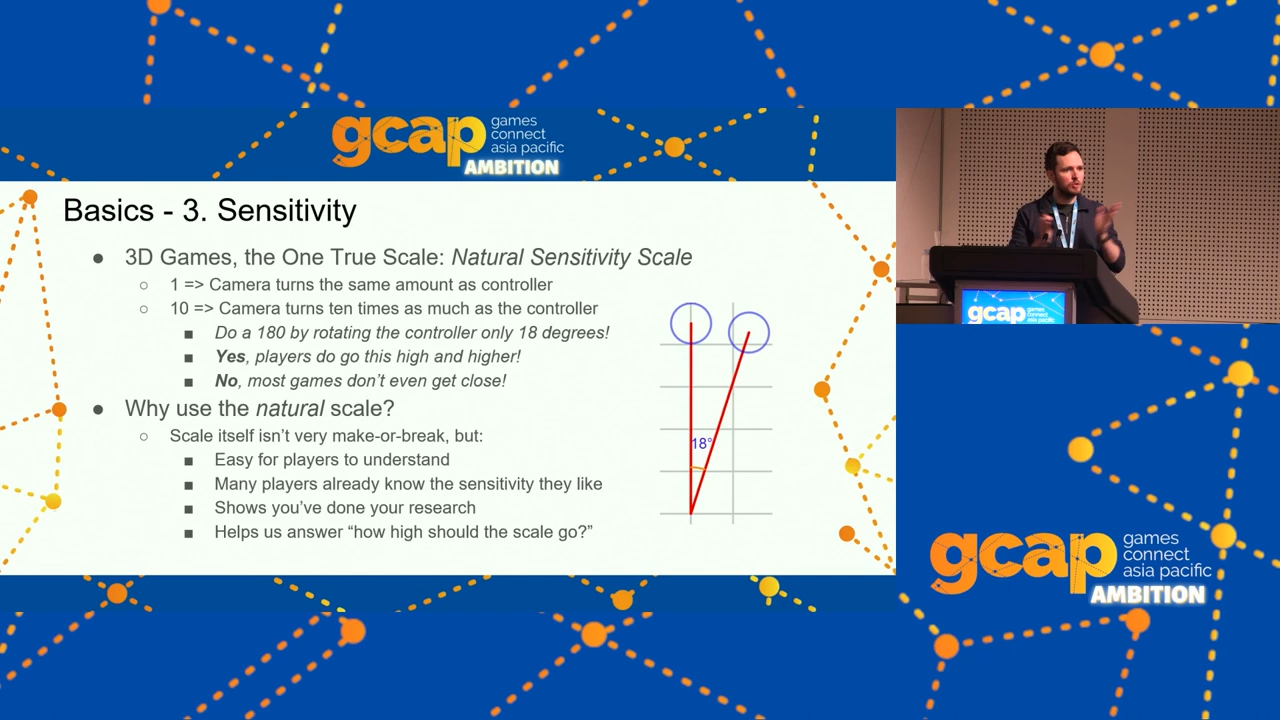 gcap games
connect
asia pacific
AMBITION
Basics - 3. Sensitivity
● 3D Games, the One True Scale: Natural Sensitivity Scale
○ 1 => Camera turns the same amount as controller
○ 10 => Camera turns ten times as much as the controller
■ Do a 180 by rotating the controller only 18 degrees!
■ Yes, players do go this high and higher!
■ No, most games don't even get close!
● Why use the natural scale?
○ Scale itself isn't very make-or-break, but:
■ Easy for players to understand
■ Many players already know the sensitivity they like
■ Shows you've done your research
■ Helps us answer “how high should the scale go?”
18°
gcap games
connect
asia pacific
gcap games
connect
asia pacific
AMBITION